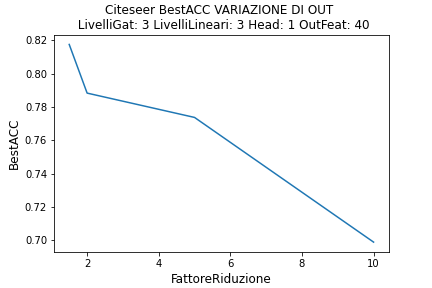 Citeseer BestACC VARIAZIONE DI OUT
LivelliGat: 3 LivelliLineari: 3 Head: 1 OutFeat: 40
0.82
0.80
0.78
0.76
0.74
0.72
0.70
BestACC
2 4 6 8 10
FattoreRiduzione